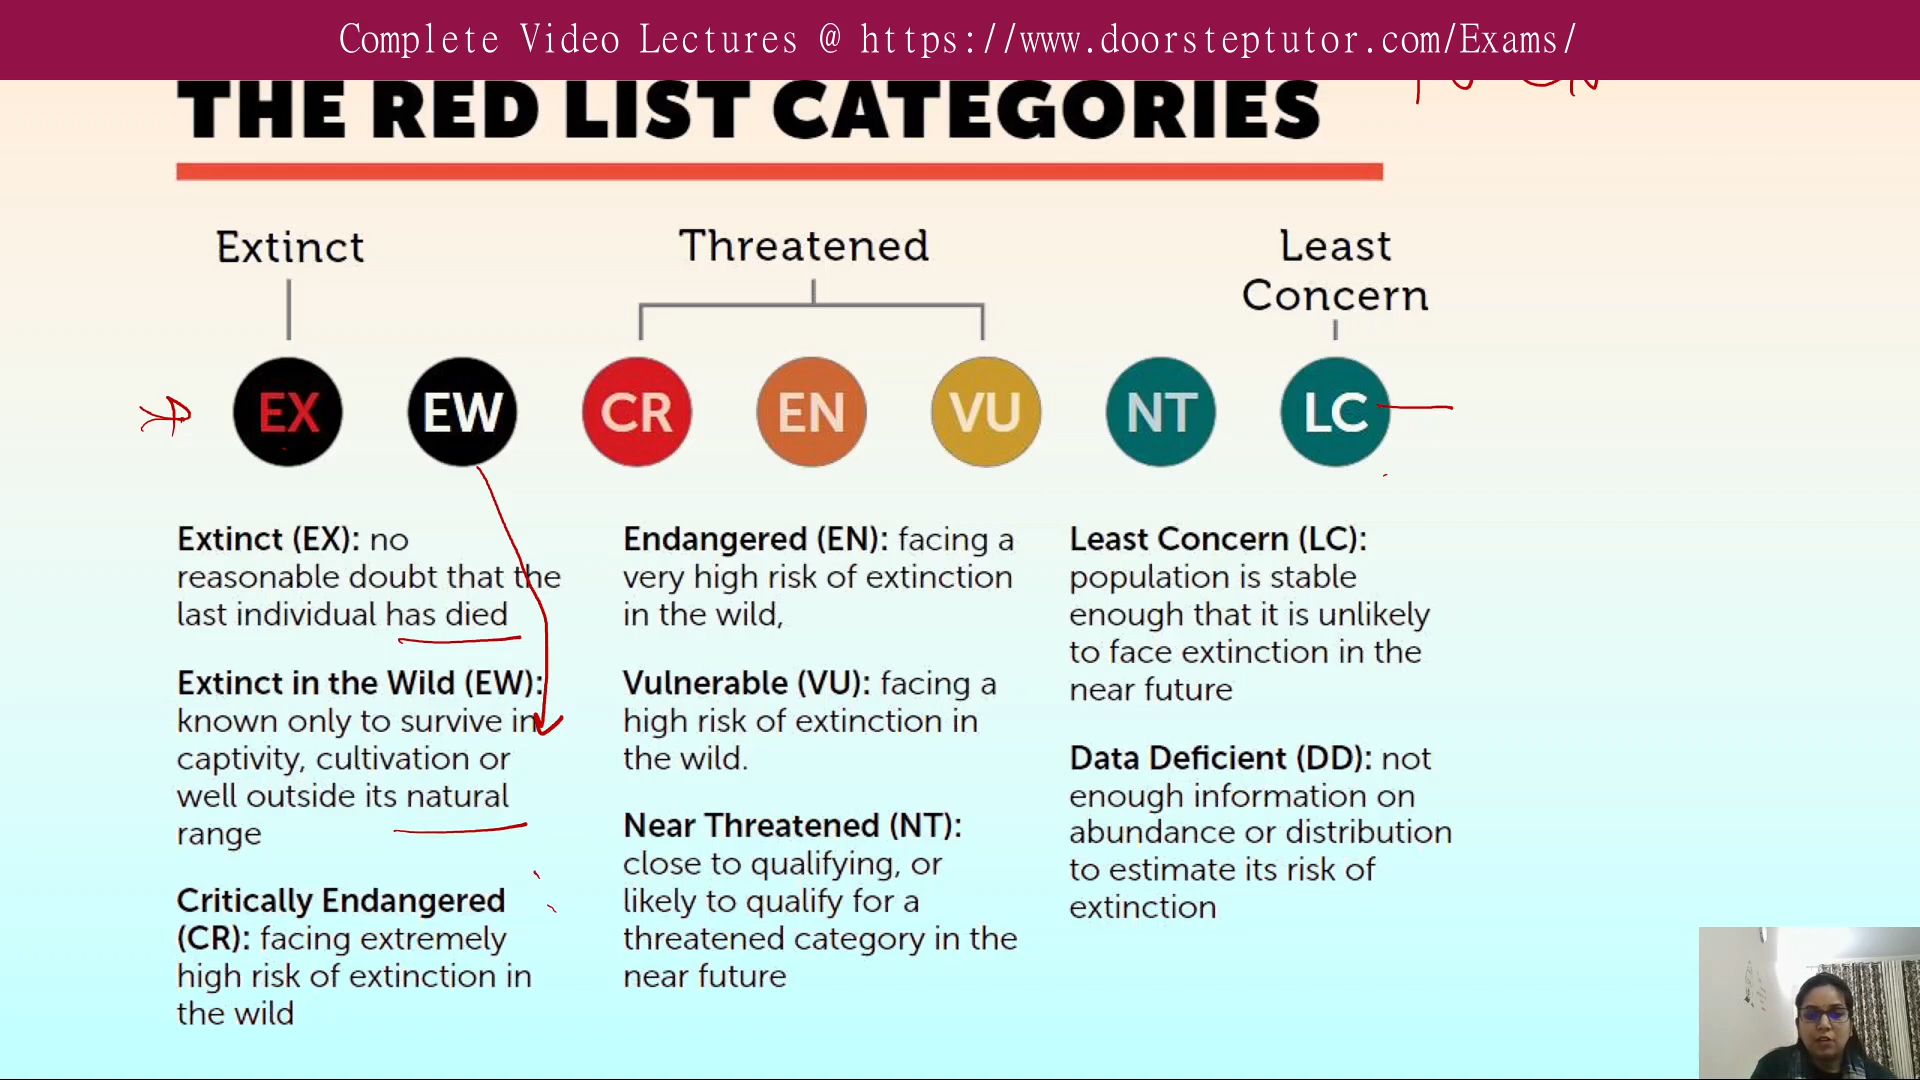 Complete Video Lectures @ https://www.doorsteptutor.com/Exams/
THE RED LIST CATEGORIES
Extinct
Threatened
Least
Concern
EX
EW
CR
EN
VU
NT
LC
Extinct (EX): no
reasonable doubt that the
last individual has died
Extinct in the Wild (EW):
known only to survive in
captivity, cultivation or
well outside its natural
range
Critically Endangered
(CR): facing extremely
high risk of extinction in
the wild
Endangered (EN): facing a
very high risk of extinction
in the wild,
Vulnerable (VU): facing a
high risk of extinction in
the wild.
Near Threatened (NT):
close to qualifying, or
likely to qualify for a
threatened category in the
near future
Least Concern (LC):
population is stable
enough that it is unlikely
to face extinction in the
near future
Data Deficient (DD): not
enough information on
abundance or distribution
to estimate its risk of
extinction